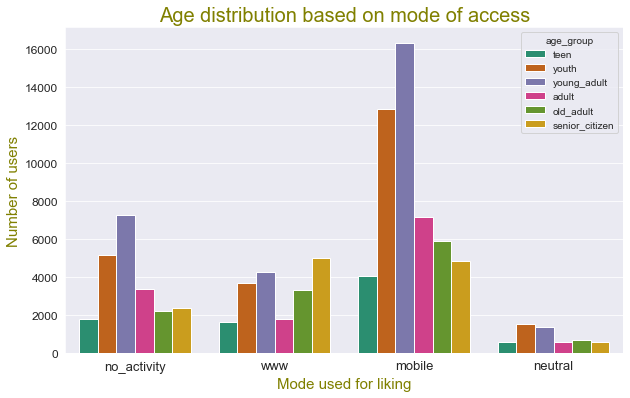 Age distribution based on mode of access
Number of users
16000
14000
12000
10000
8000
6000
4000
2000
0
age_group
teen
youth
young_adult
adult
old_adult
senior_citizen
no_activity
www
mobile
neutral
Mode used for liking